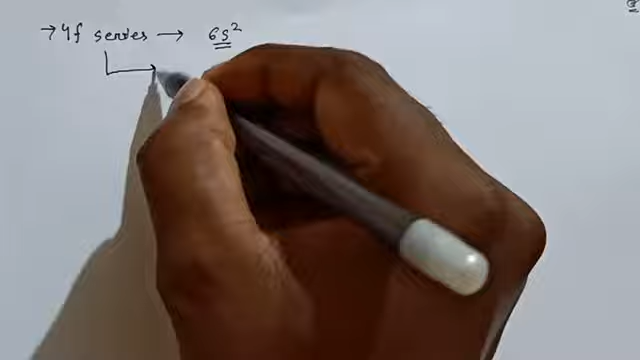 → 4f series → 6s²